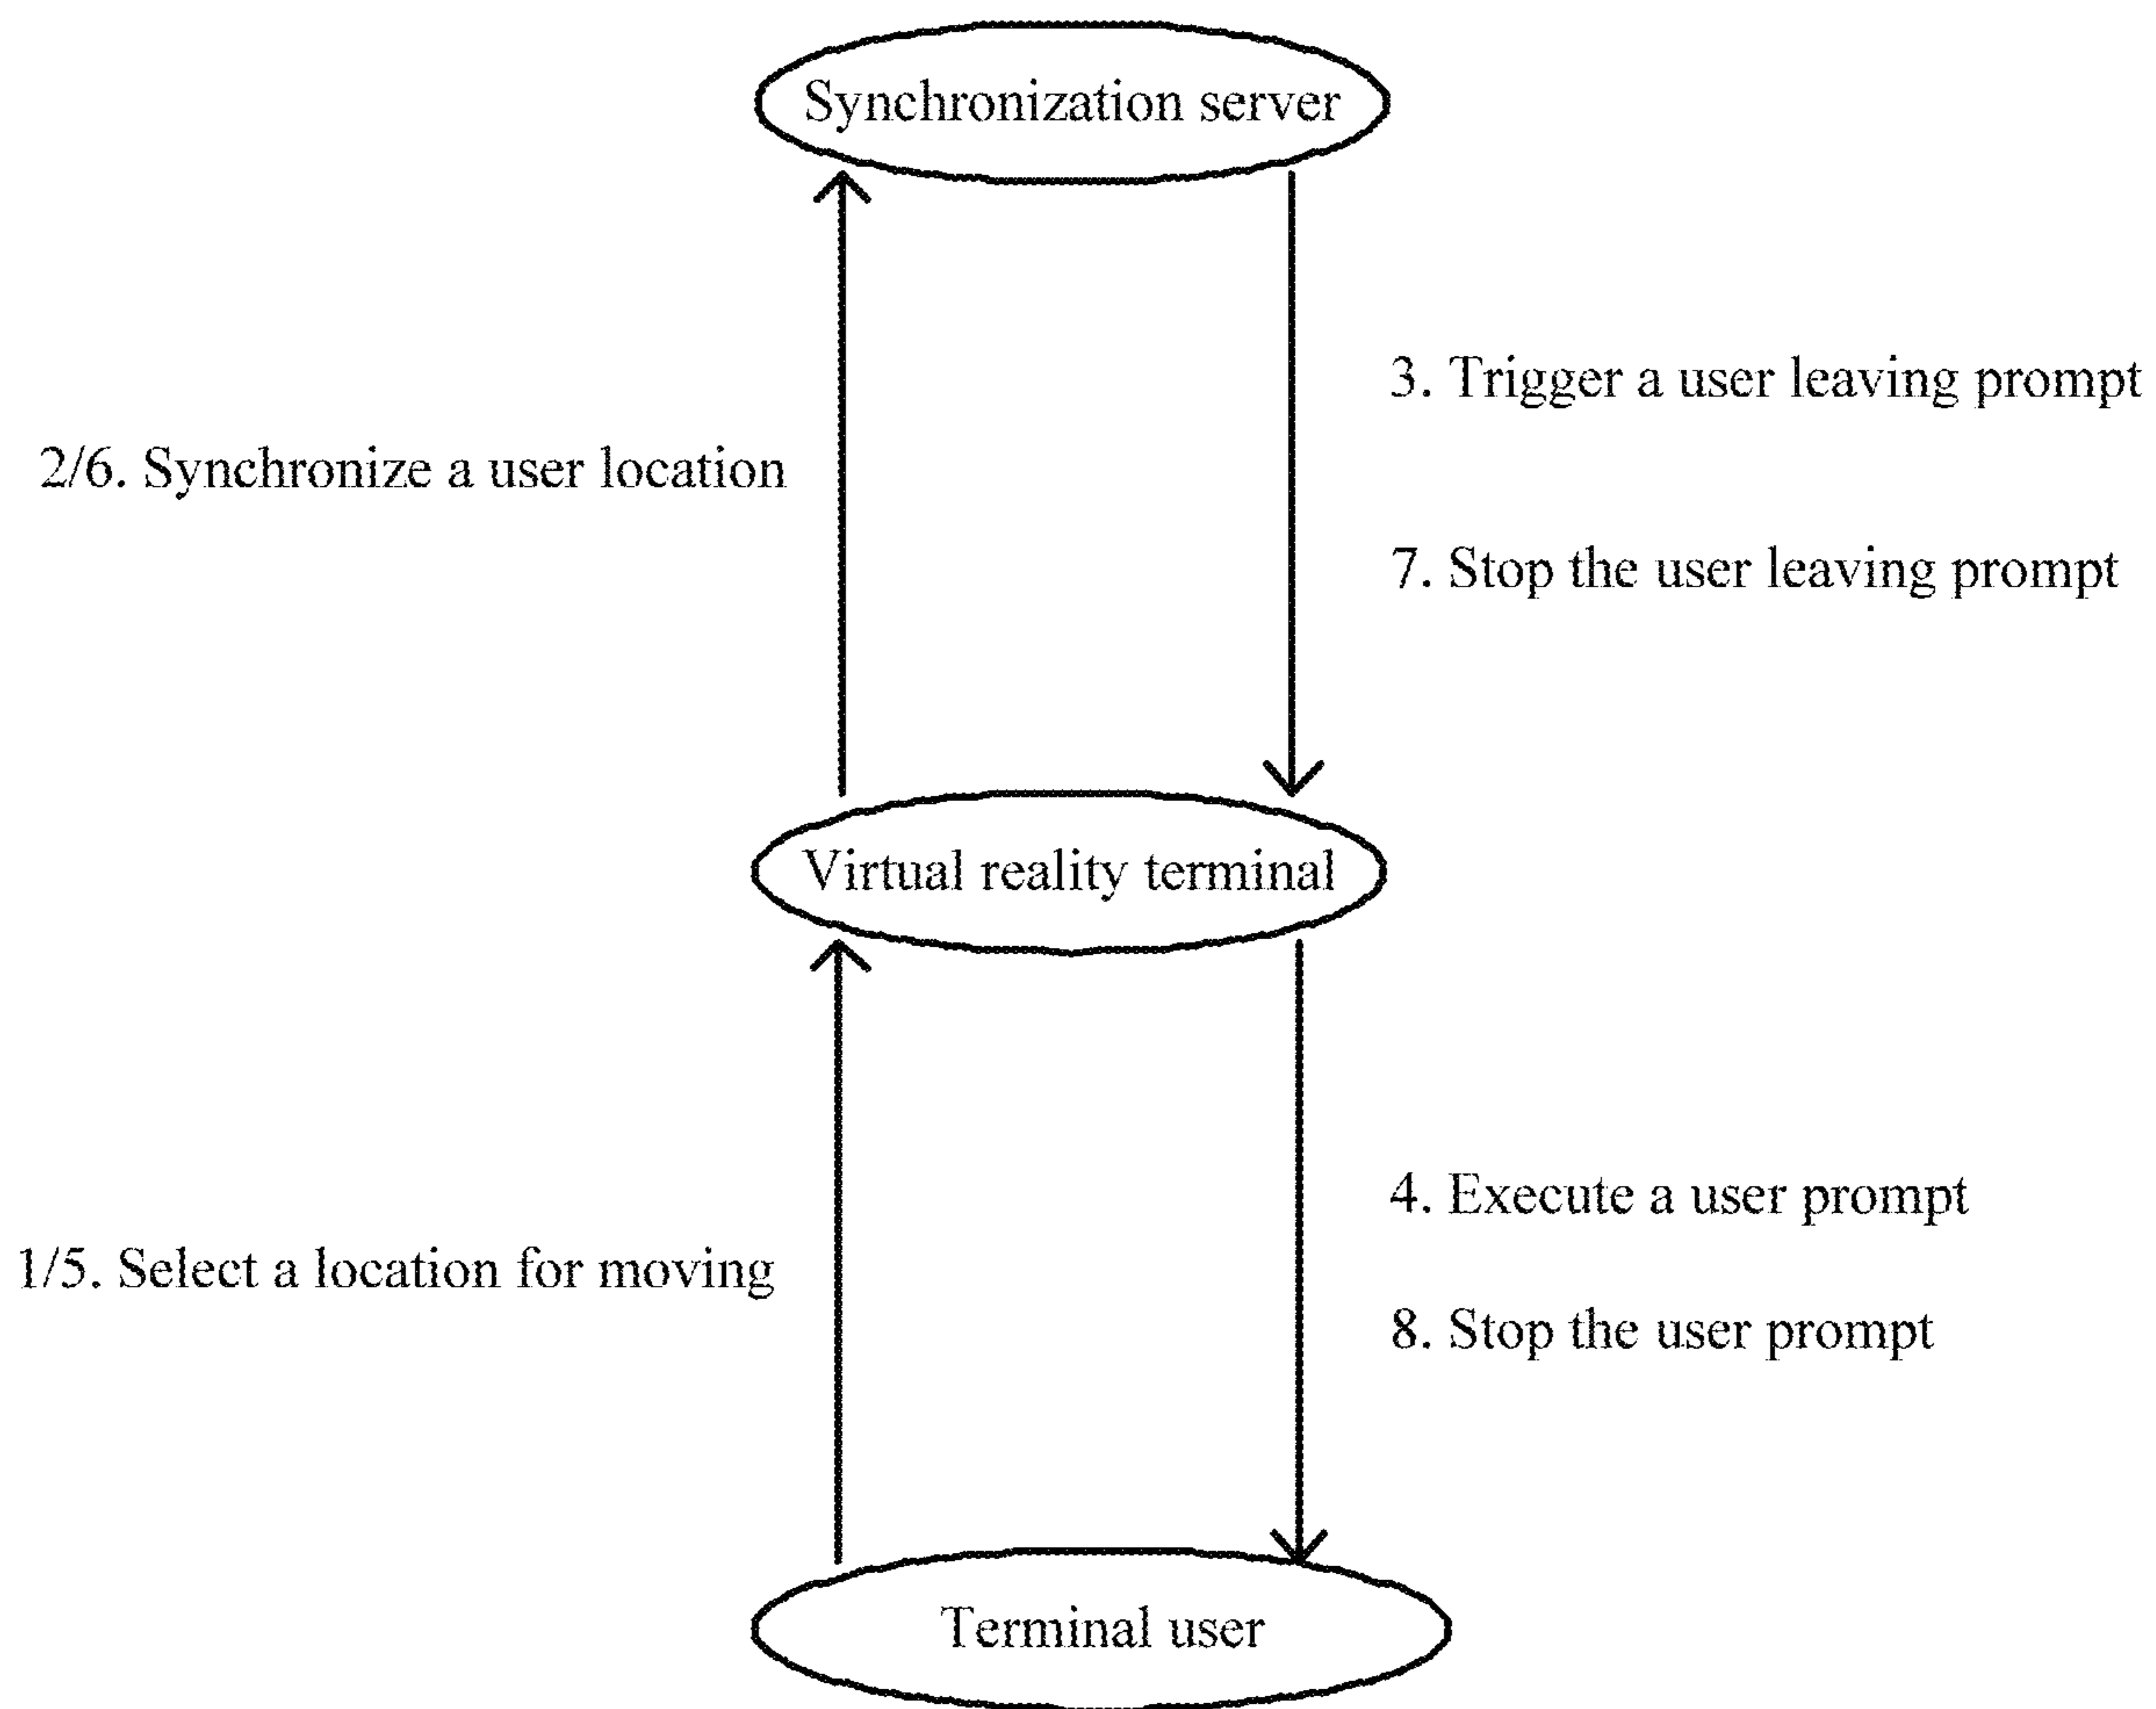 Synchronization server
3. Trigger a user leaving prompt
2/6. Synchronize a user location
7. Stop the user leaving prompt
Virtual reality terminal
4. Execute a user prompt
1/5. Select a location for moving
8. Stop the user prompt
Terminal user